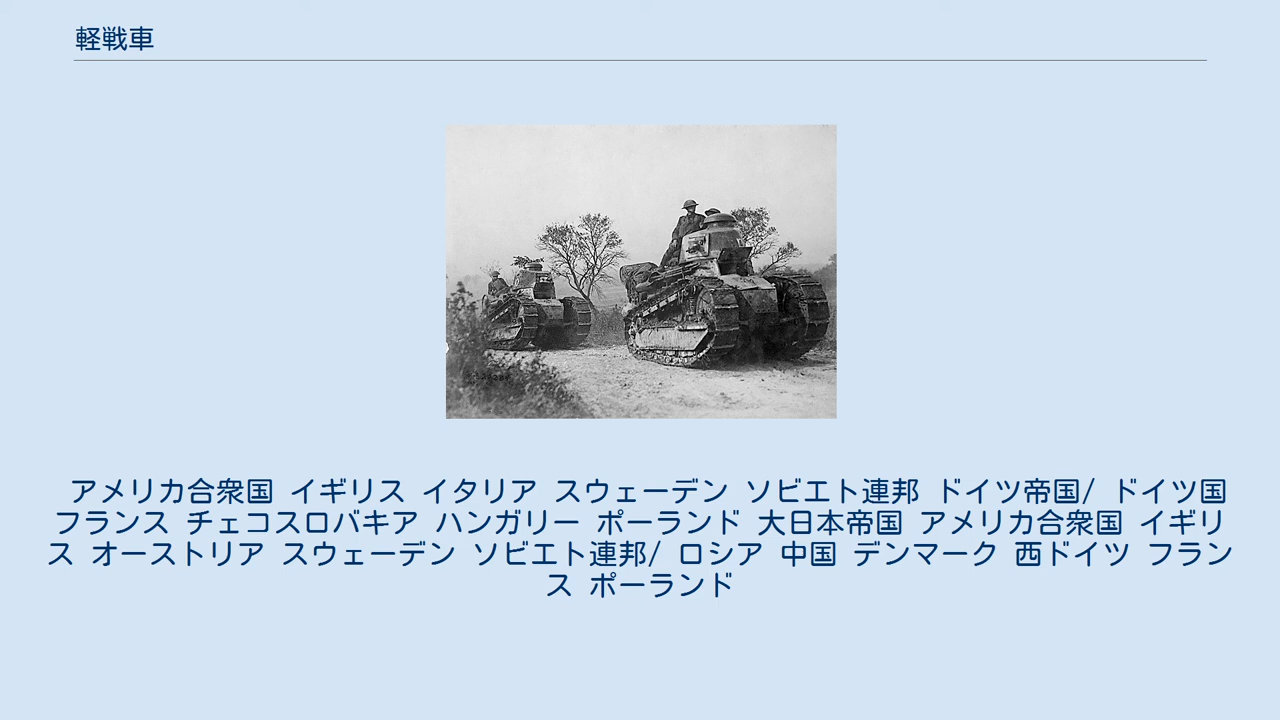 軽戦車
アメリカ合衆国 イギリス イタリア スウェーデン ソビエト連邦 ドイツ帝国/ ドイツ国
フランス チェコスロバキア ハンガリー ポーランド 大日本帝国 アメリカ合衆国 イギリ
ス オーストリア スウェーデン ソビエト連邦/ ロシア 中国 デンマーク 西ドイツ フラン
ス ポーランド